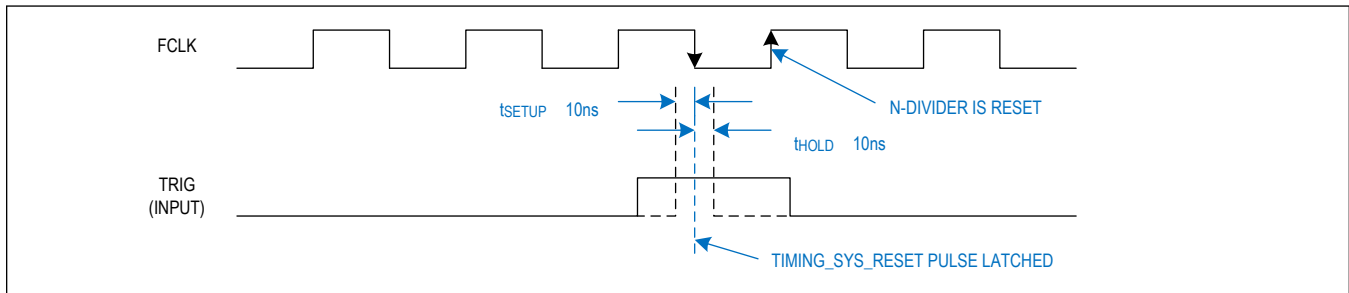 FCLK
tSETUP 10ns
N-DIVIDER IS RESET
tHOLD 10ns
TRIG
(INPUT)
TIMING_SYS_RESET PULSE LATCHED